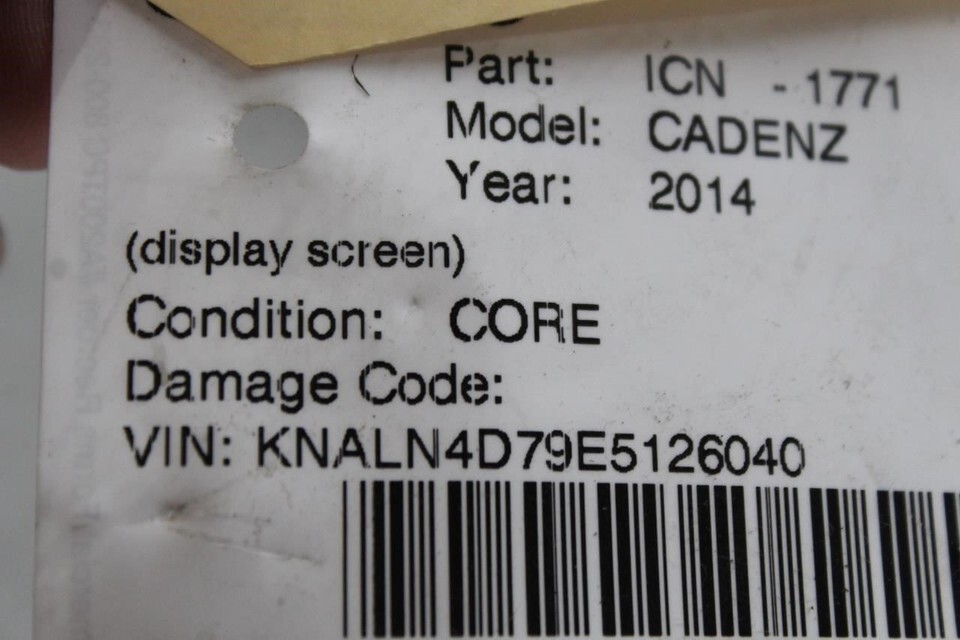 Part: ICN - 1771
Model: CADENZ
Year: 2014
(display screen)
Condition: CORE
Damage Code:
VIN: KNALN4D79E5126040